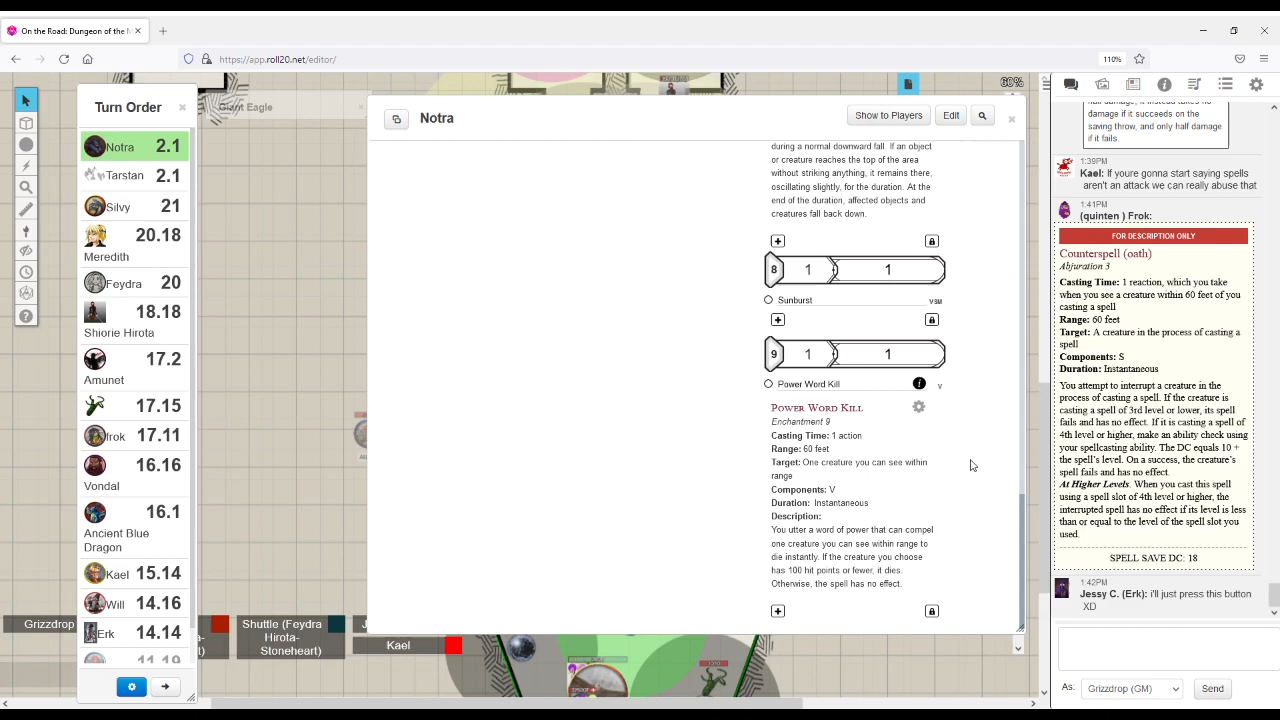 On the Road: Dungeon of the M
https://app.roll20.net/editor/
110%
Turn Order
Notra 2.1
Tarstan 2.1
Silvy 21
20.18
Meredith
Feydra 20
18.18
Shiorie Hirota
17.2
Amunet
17.15
frok 17.11
16.16
Vondal
16.1
Ancient Blue
Dragon
Kael 15.14
Will 14.16
Erk 14.14
11.19
Giant Eagle
60%
Notra
Show to Players
Edit
during a normal downward fall. If an object
or creature reaches the top of the area
without striking anything, it remains there,
oscillating slightly, for the duration. At the
end of the duration, affected objects and
creatures fall back down.
8 1 1
Sunburst VSM
9 1 1
Power Word Kill V
Power Word Kill
Enchantment 9
Casting Time: 1 action
Range: 60 feet
Target: One creature you can see within
range
Components: V
Duration: Instantaneous
Description:
You utter a word of power that can compel
one creature you can see within range to
die instantly. If the creature you choose
has 100 hit points or fewer, it dies.
Otherwise, the spell has no effect.
Grizzdrop
Shuttle (Feydra
Hirota-
Stoneheart)
Kael
half damage, it instead takes no
damage if it succeeds on the
saving throw, and only half damage
if it fails.
1:39PM
Kael: If youre gonna start saying spells
aren't an attack we can really abuse that
1:41PM
(quinten ) Frok:
FOR DESCRIPTION ONLY
Counterspell (oath)
Abjuration 3
Casting Time: 1 reaction, which you take
when you see a creature within 60 feet of you
casting a spell
Range: 60 feet
Target: A creature in the process of casting a
spell
Components: S
Duration: Instantaneous
You attempt to interrupt a creature in the
process of casting a spell. If the creature is
casting a spell of 3rd level or lower, its spell
fails and has no effect. If it is casting a spell of
4th level or higher, make an ability check using
your spellcasting ability. The DC equals 10 +
the spell's level. On a success, the creature's
spell fails and has no effect.
At Higher Levels. When you cast this spell
using a spell slot of 4th level or higher, the
interrupted spell has no effect if its level is less
than or equal to the level of the spell slot you
used.
SPELL SAVE DC: 18
1:42PM
Jessy C. (Erk): i'll just press this button
XD
As: Grizzdrop (GM)
Send